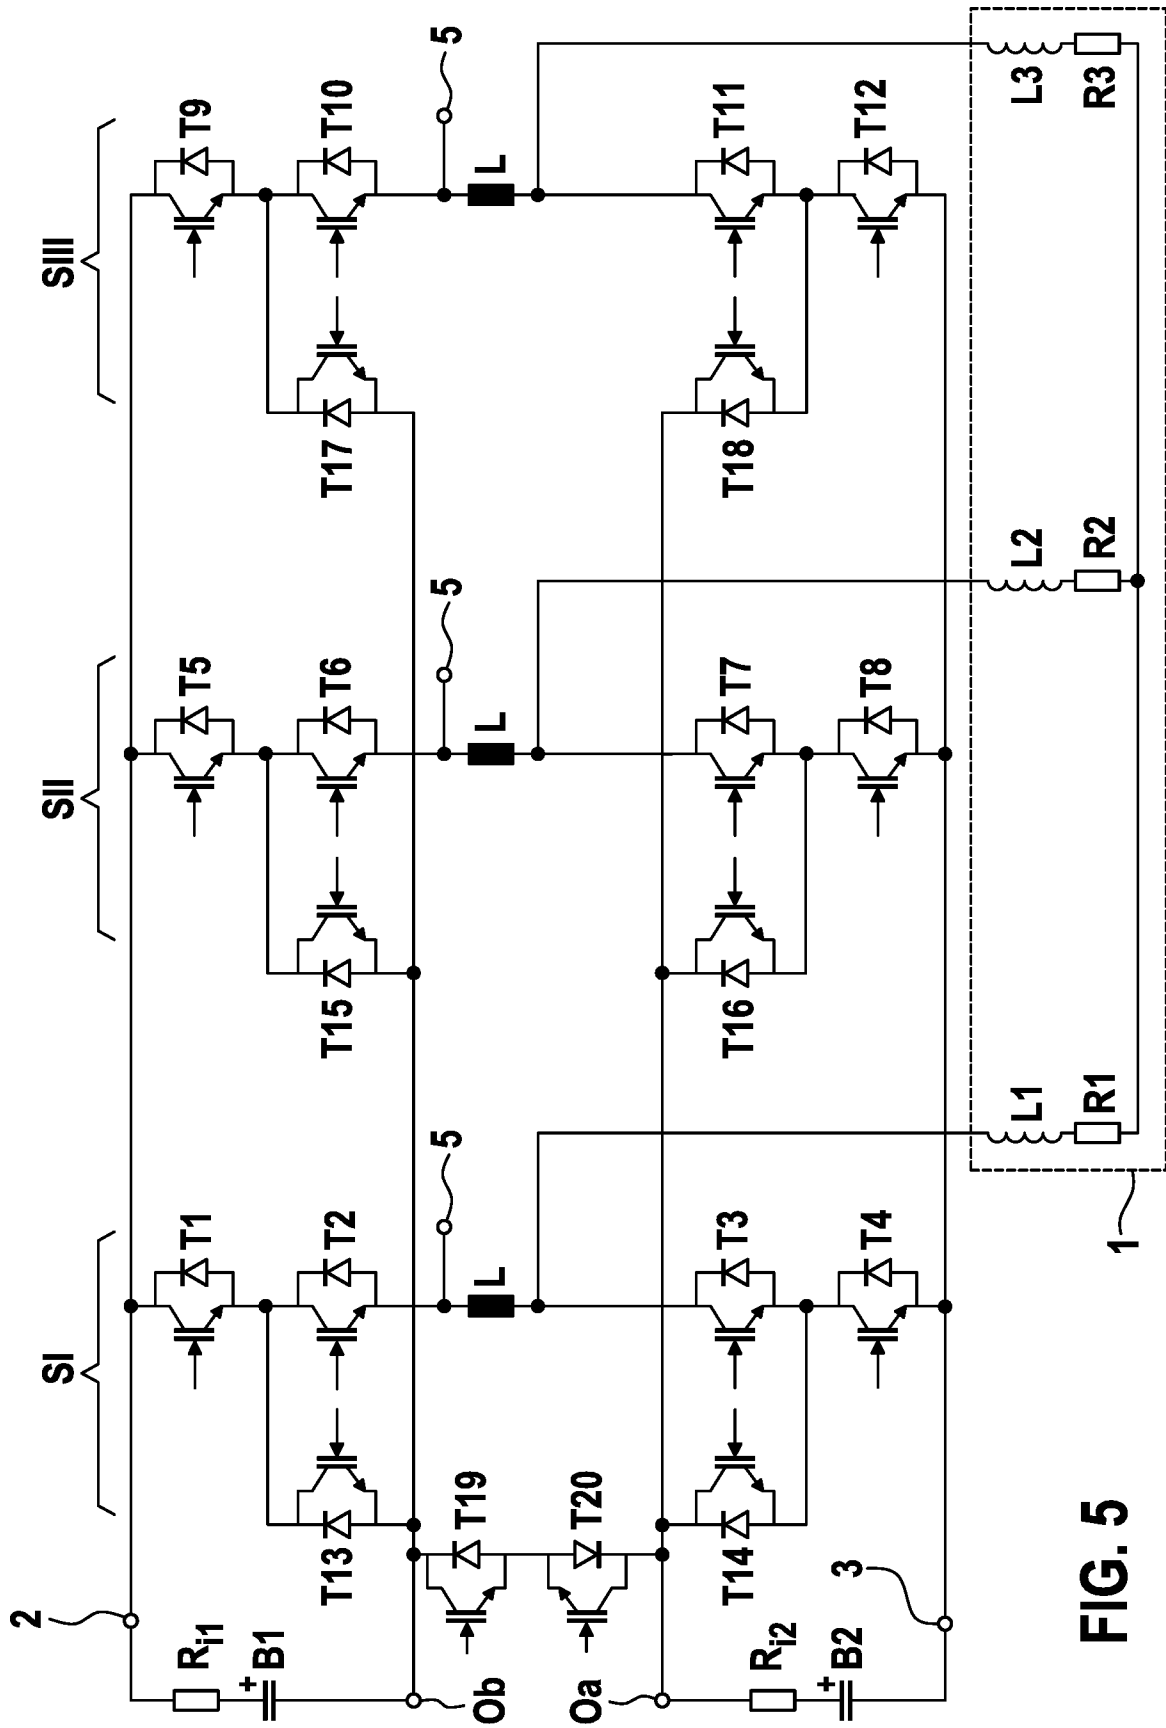 SI
SII
SIII
2
Ri1
+
B1
T13
T1
T2
T15
T5
T6
T17
T9
T10
5
5
5
L
L
L
Ob
T19
T20
Oa
Ri2
+
B2
3
T14
T3
T4
T16
T7
T8
T18
T11
T12
1
L1
R1
L2
R2
L3
R3
FIG. 5